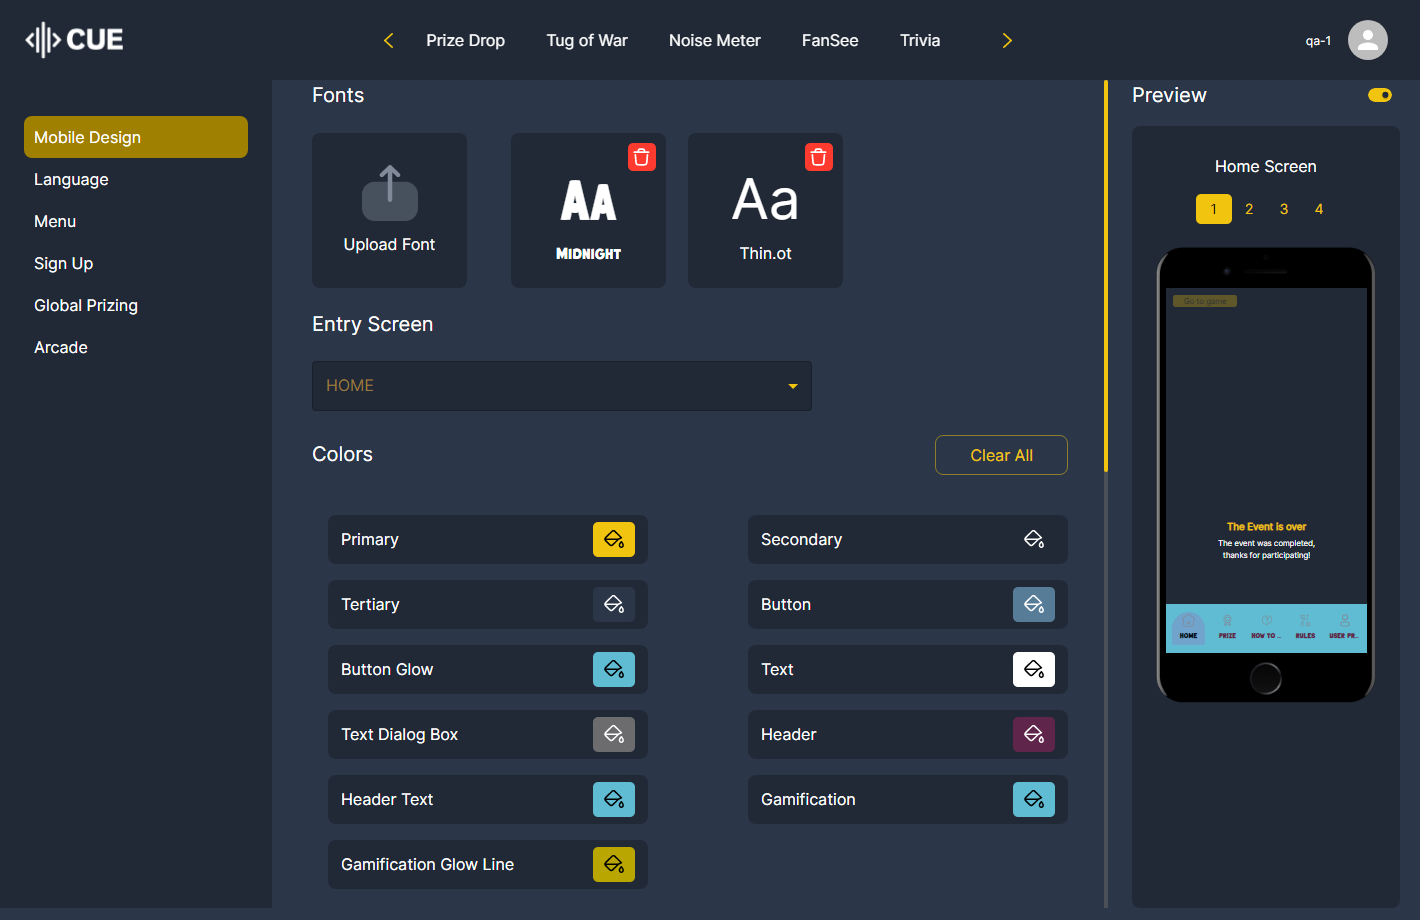 CUE
Prize Drop
Tug of War
Noise Meter
FanSee
Trivia
qa-1
Mobile Design
Language
Menu
Sign Up
Global Prizing
Arcade
Fonts
Upload Font
AA
MIDNIGHT
Aa
Thin.ot
Entry Screen
HOME
Colors
Clear All
Primary
Secondary
Tertiary
Button
Button Glow
Text
Text Dialog Box
Header
Header Text
Gamification
Gamification Glow Line
Preview
Home Screen
1 2 3 4
Go to game
The Event is over
The event was completed,
thanks for participating!
HOME PRIZE HOW TO ... RULES USER PR...